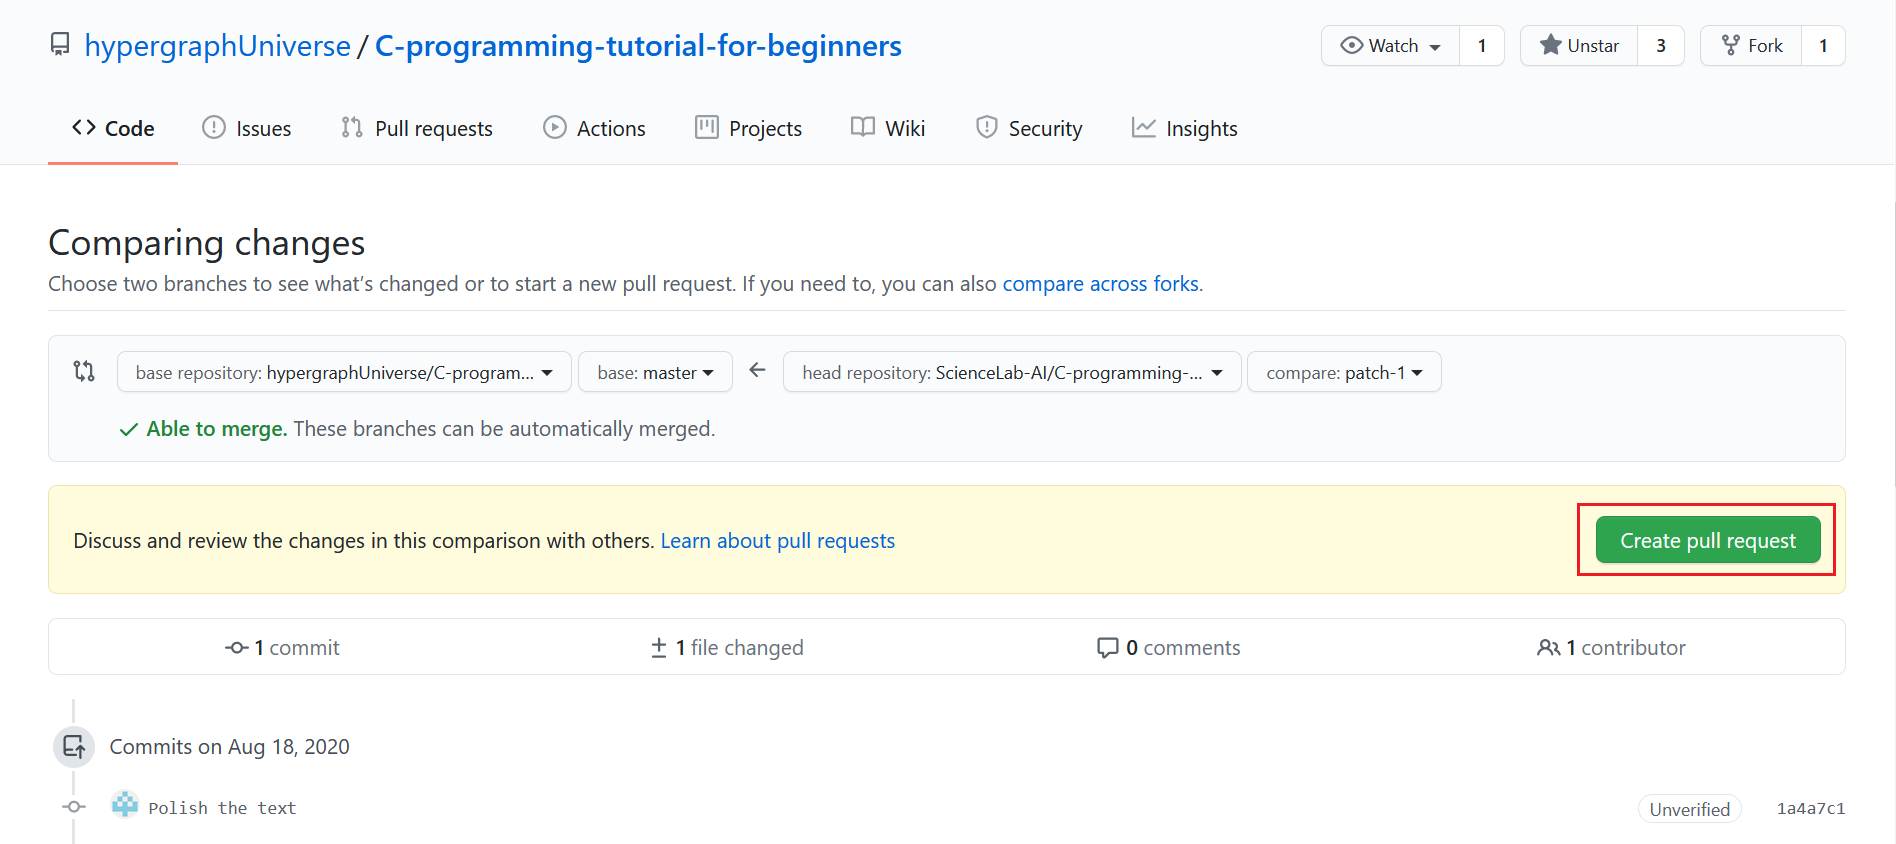 hypergraphUniverse / C-programming-tutorial-for-beginners
Watch 1 Unstar 3 Fork 1
Code Issues Pull requests Actions Projects Wiki Security Insights
Comparing changes
Choose two branches to see what’s changed or to start a new pull request. If you need to, you can also compare across forks.
base repository: hypergraphUniverse/C-program... base: master ← head repository: ScienceLab-AI/C-programming-... compare: patch-1
Able to merge. These branches can be automatically merged.
Discuss and review the changes in this comparison with others. Learn about pull requests Create pull request
1 commit 1 file changed 0 comments 1 contributor
Commits on Aug 18, 2020
Polish the text Unverified 1a4a7c1